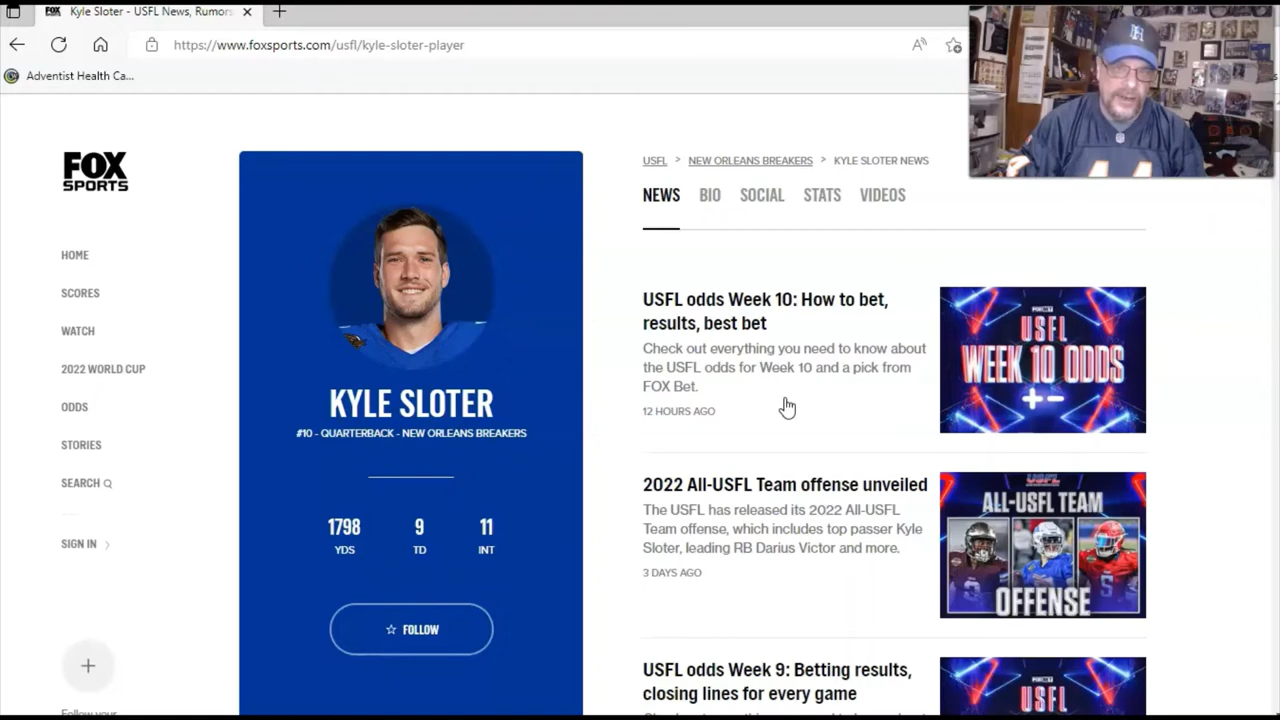 FOX Kyle Sloter - USFL News, Rumors
https://www.foxsports.com/usfl/kyle-sloter-player
Adventist Health Ca...
FOX
SPORTS
HOME
SCORES
WATCH
2022 WORLD CUP
ODDS
STORIES
SEARCH
SIGN IN
KYLE SLOTER
#10 - QUARTERBACK - NEW ORLEANS BREAKERS
1798 9 11
YDS TD INT
FOLLOW
USFL > NEW ORLEANS BREAKERS > KYLE SLOTER NEWS
NEWS BIO SOCIAL STATS VIDEOS
USFL odds Week 10: How to bet,
results, best bet
Check out everything you need to know about
the USFL odds for Week 10 and a pick from
FOX Bet.
12 HOURS AGO
USFL
WEEK 10 ODDS
+ -
2022 All-USFL Team offense unveiled
The USFL has released its 2022 All-USFL
Team offense, which includes top passer Kyle
Sloter, leading RB Darius Victor and more.
3 DAYS AGO
USFL
ALL-USFL TEAM
OFFENSE
USFL odds Week 9: Betting results,
closing lines for every game
USFL